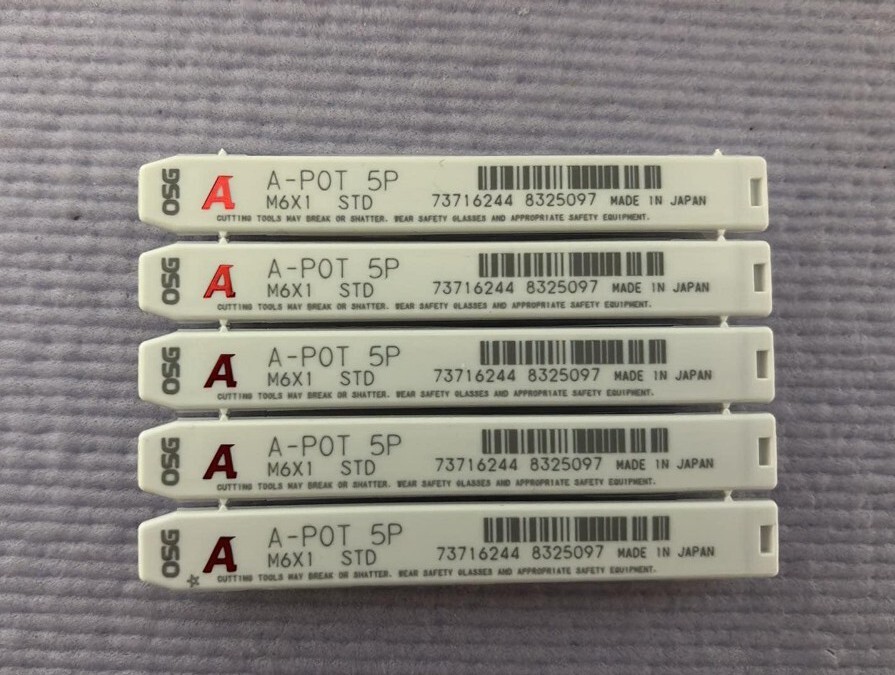 OSG A A-POT 5P
M6X1 STD 73716244 8325097 MADE IN JAPAN
CUTTING TOOLS MAY BREAK OR SHATTER. WEAR SAFETY GLASSES AND APPROPRIATE SAFETY EQUIPMENT.
OSG A A-POT 5P
M6X1 STD 73716244 8325097 MADE IN JAPAN
CUTTING TOOLS MAY BREAK OR SHATTER. WEAR SAFETY GLASSES AND APPROPRIATE SAFETY EQUIPMENT.
OSG A A-POT 5P
M6X1 STD 73716244 8325097 MADE IN JAPAN
CUTTING TOOLS MAY BREAK OR SHATTER. WEAR SAFETY GLASSES AND APPROPRIATE SAFETY EQUIPMENT.
OSG A A-POT 5P
M6X1 STD 73716244 8325097 MADE IN JAPAN
CUTTING TOOLS MAY BREAK OR SHATTER. WEAR SAFETY GLASSES AND APPROPRIATE SAFETY EQUIPMENT.
OSG A A-POT 5P
M6X1 STD 73716244 8325097 MADE IN JAPAN
CUTTING TOOLS MAY BREAK OR SHATTER. WEAR SAFETY GLASSES AND APPROPRIATE SAFETY EQUIPMENT.